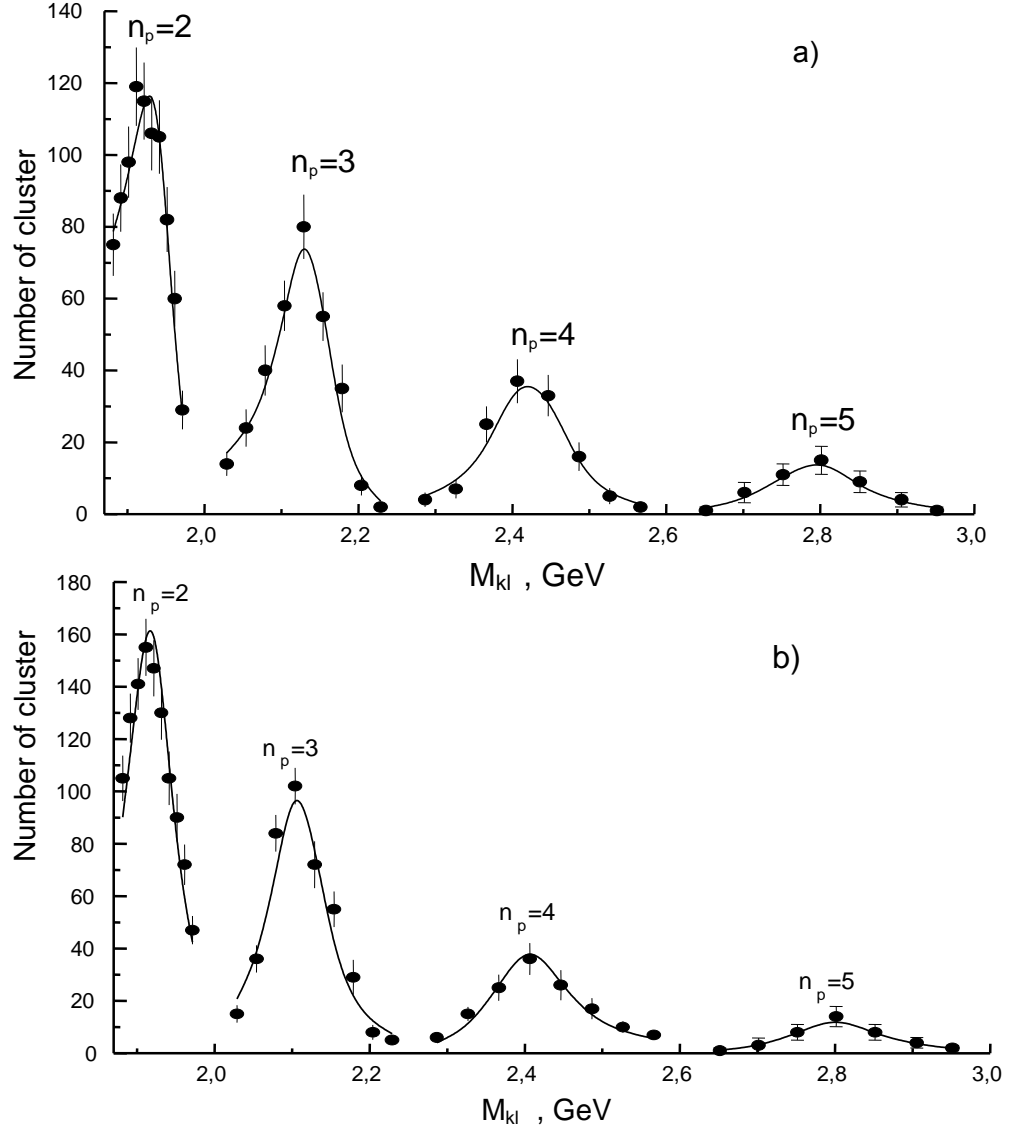 140
120
100
80
60
40
20
0
Number of cluster
n_p=2
n_p=3
n_p=4
n_p=5
a)
2,0
2,2
2,4
2,6
2,8
3,0
M_kl , GeV
180
160
140
120
100
80
60
40
20
0
Number of cluster
n_p=2
n_p=3
n_p=4
n_p=5
b)
2,0
2,2
2,4
2,6
2,8
3,0
M_kl , GeV